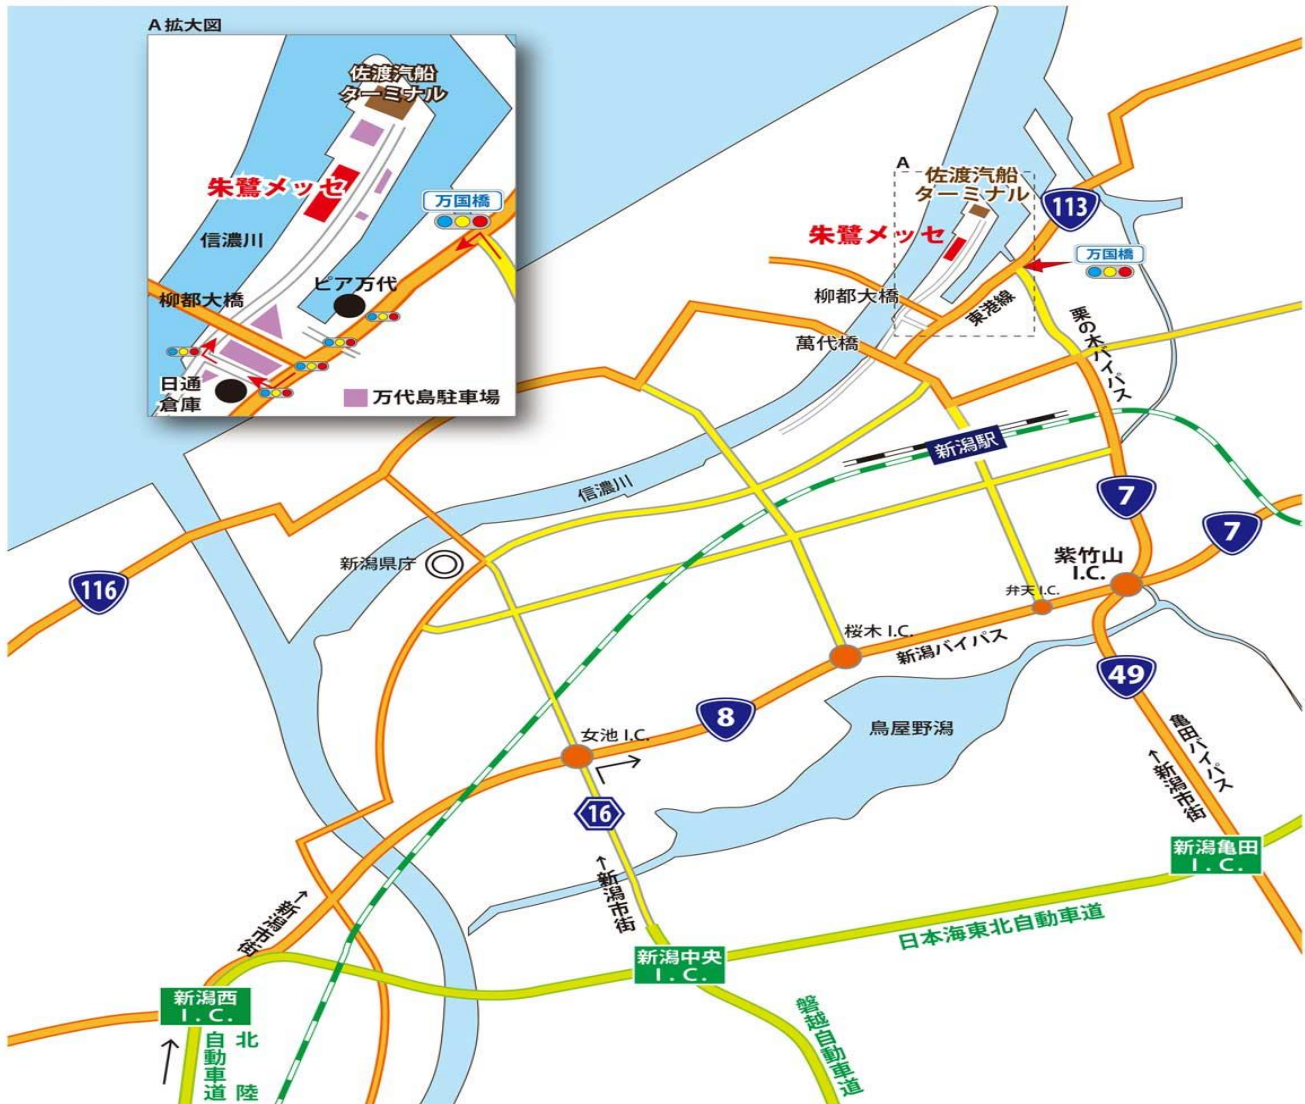 A拡大図
佐渡汽船
ターミナル
朱鷺メッセ
万国橋
信濃川
ピア万代
柳都大橋
日通
倉庫
万代島駐車場
A
佐渡汽船
ターミナル
113
朱鷺メッセ
万国橋
柳都大橋
東港線
萬代橋
栗の木バイパス
新潟駅
信濃川
7
7
新潟県庁
紫竹山
I.C.
116
弁天 I.C.
桜木 I.C.
新潟バイパス
49
8
女池 I.C.
鳥屋野潟
亀田バイパス
↑新潟市街
16
新潟亀田
I.C.
↑新潟市街
↑新潟市街
日本海東北自動車道
新潟中央
I.C.
新潟西
I.C.
磐越自動車道
北陸
自動車道